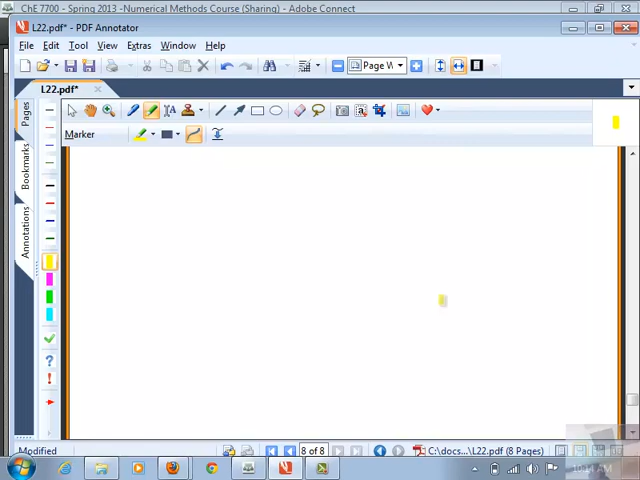 ChE 7700 - Spring 2013 -Numerical Methods Course (Sharing) - Adobe Connect
L22.pdf* - PDF Annotator
File Edit Tool View Extras Window Help
Page W
L22.pdf*
Marker
Pages
Bookmarks
Annotations
Modified
8 of 8
C:\docs...\L22.pdf (8 Pages)